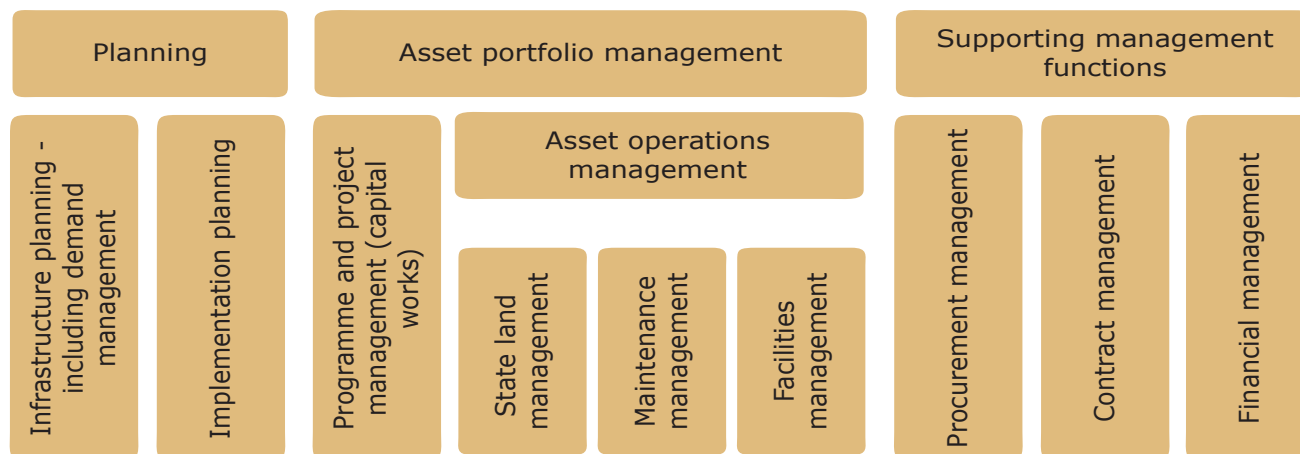 Planning
Asset portfolio management
Supporting management
functions
Infrastructure planning -
including demand
management
Implementation planning
Programme and project
management (capital
works)
Asset operations
management
State land
management
Maintenance
management
Facilities
management
Procurement management
Contract management
Financial management